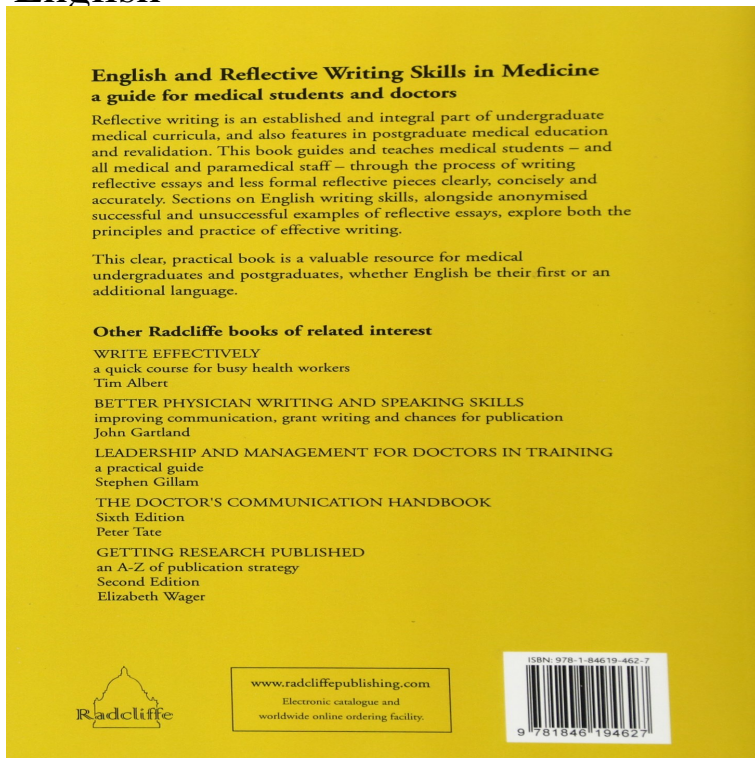 English
English and Reflective Writing Skills in Medicine
a guide for medical students and doctors
Reflective writing is an established and integral part of undergraduate
medical curricula, and also features in postgraduate medical education
and revalidation. This book guides and teaches medical students – and
all medical and paramedical staff – through the process of writing
reflective essays and less formal reflective pieces clearly, concisely and
accurately. Sections on English writing skills, alongside anonymised
successful and unsuccessful examples of reflective essays, explore both the
principles and practice of effective writing.
This clear, practical book is a valuable resource for medical
undergraduates and postgraduates, whether English be their first or an
additional language.
Other Radcliffe books of related interest
WRITE EFFECTIVELY
a quick course for busy health workers
Tim Albert
BETTER PHYSICIAN WRITING AND SPEAKING SKILLS
improving communication, grant writing and chances for publication
John Gartland
LEADERSHIP AND MANAGEMENT FOR DOCTORS IN TRAINING
a practical guide
Stephen Gillam
THE DOCTOR'S COMMUNICATION HANDBOOK
Sixth Edition
Peter Tate
GETTING RESEARCH PUBLISHED
an A-Z of publication strategy
Second Edition
Elizabeth Wager
Radcliffe
www.radcliffepublishing.com
Electronic catalogue and
worldwide online ordering facility.
ISBN: 978-1-84619-462-7
9 781846 194627